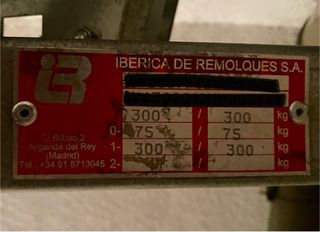 IBERICA DE REMOLQUES S.A.
300 / 300 kg
C/ Bilbao,2
0- 75 / 75 kg
Arganda del Rey
1- 300 / 300 kg
(Madrid)
Tel.: +34 91 8713045
2- kg